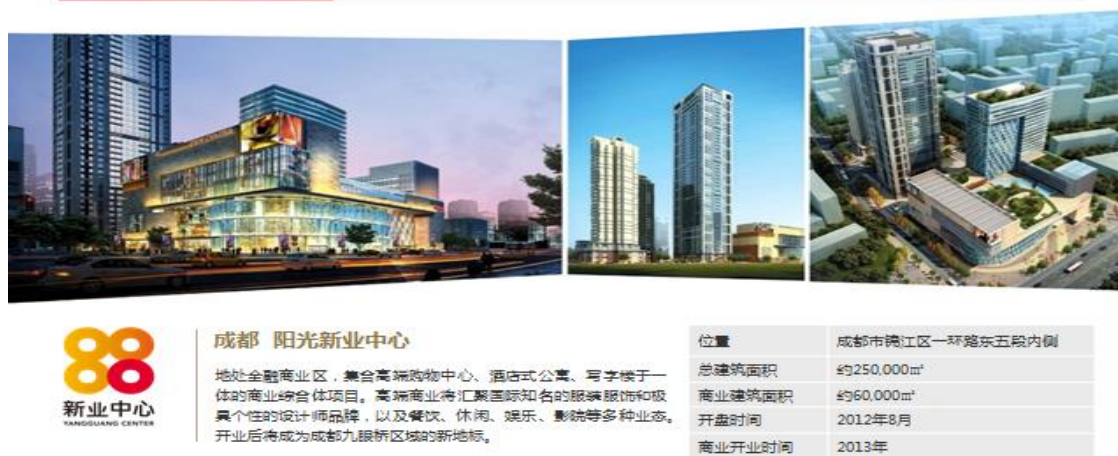 成都 阳光新业中心
地处金融商业区，集合高端购物中心、酒店式公寓、写字楼于一
体的商业综合体项目。高端商业将汇聚国际知名的服装服饰和极
具个性的设计师品牌，以及餐饮、休闲、娱乐、影院等多种业态。
开业后将成为成都九眼桥区域的新地标。
新业中心
YANGGUANG CENTER
位置 成都市锦江区一环路东五段内侧
总建筑面积 约250,000㎡
商业建筑面积 约60,000㎡
开盘时间 2012年8月
商业开业时间 2013年